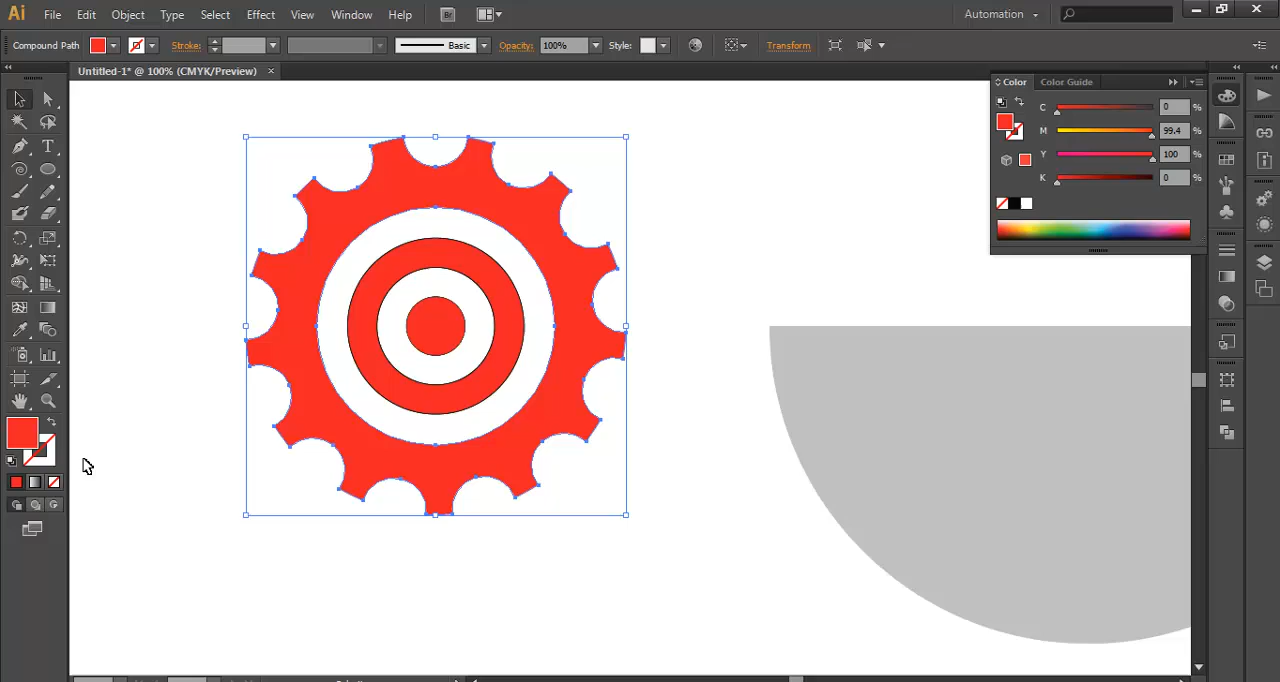 Ai File Edit Object Type Select Effect View Window Help Br Automation
Compound Path Stroke: Basic Opacity: 100% Style: Transform
Untitled-1* @ 100% (CMYK/Preview) ×
Color Color Guide
C 0 %
M 99.4 %
Y 100 %
K 0 %
T